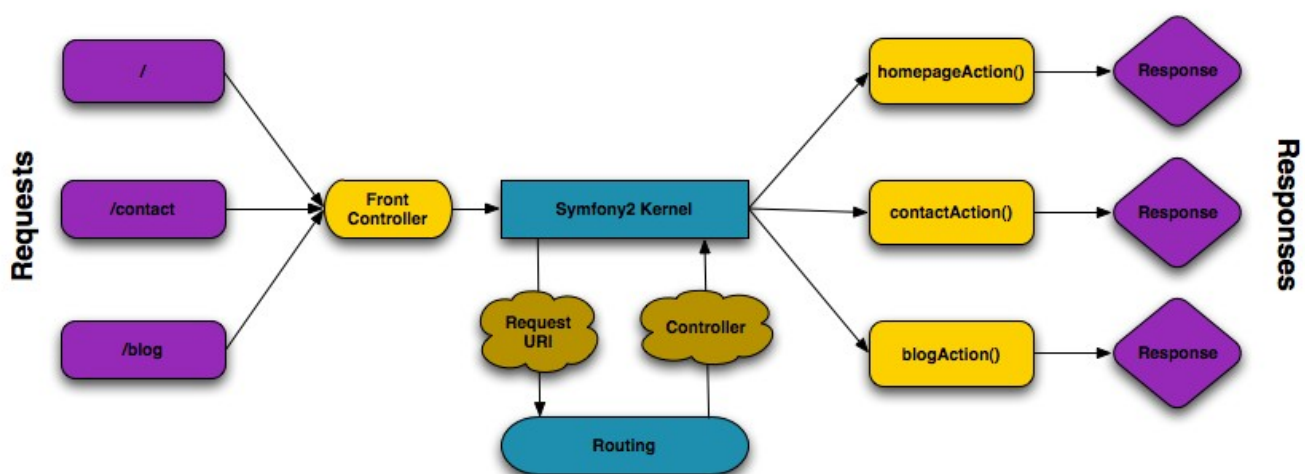 Requests
/
/contact
/blog
Front
Controller
Symfony2 Kernel
Request
URI
Controller
Routing
homepageAction()
contactAction()
blogAction()
Response
Response
Response
Responses